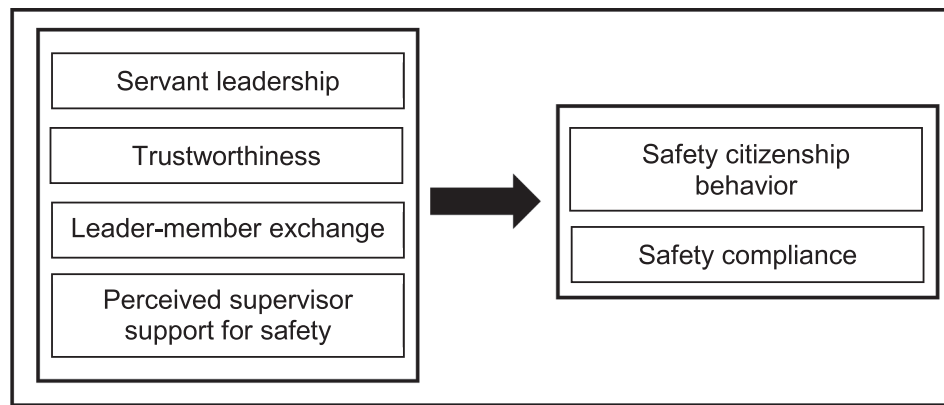 Servant leadership
Trustworthiness
Leader-member exchange
Perceived supervisor
support for safety
Safety citizenship
behavior
Safety compliance